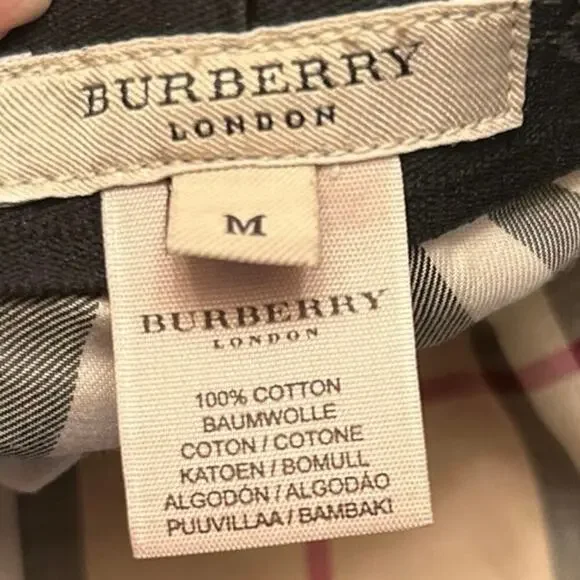 BURBERRY
LONDON
M
BURBERRY
LONDON
100% COTTON
BAUMWOLLE
COTON / COTONE
KATOEN / BOMULL
ALGODÓN / ALGODÃO
PUUVILLAA / BAMBAKI